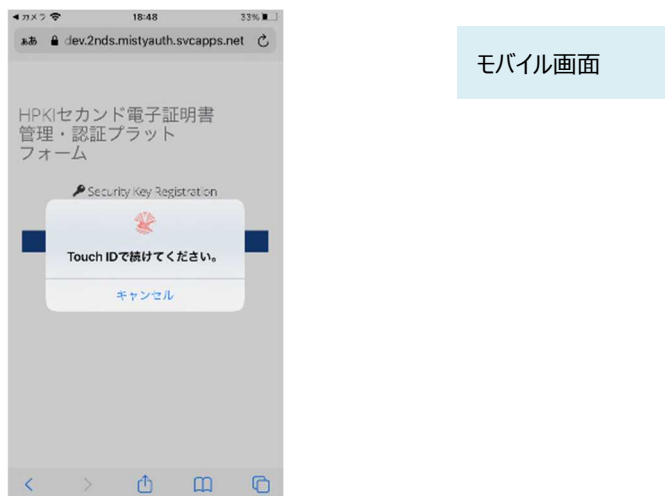 ◀カメラ 18:48 33%
ぁあ dev.2nds.mistyauth.svcapps.net
モバイル画面
HPKIセカンド電子証明書
管理・認証プラット
フォーム
Security Key Registration
Touch IDで続けてください。
キャンセル